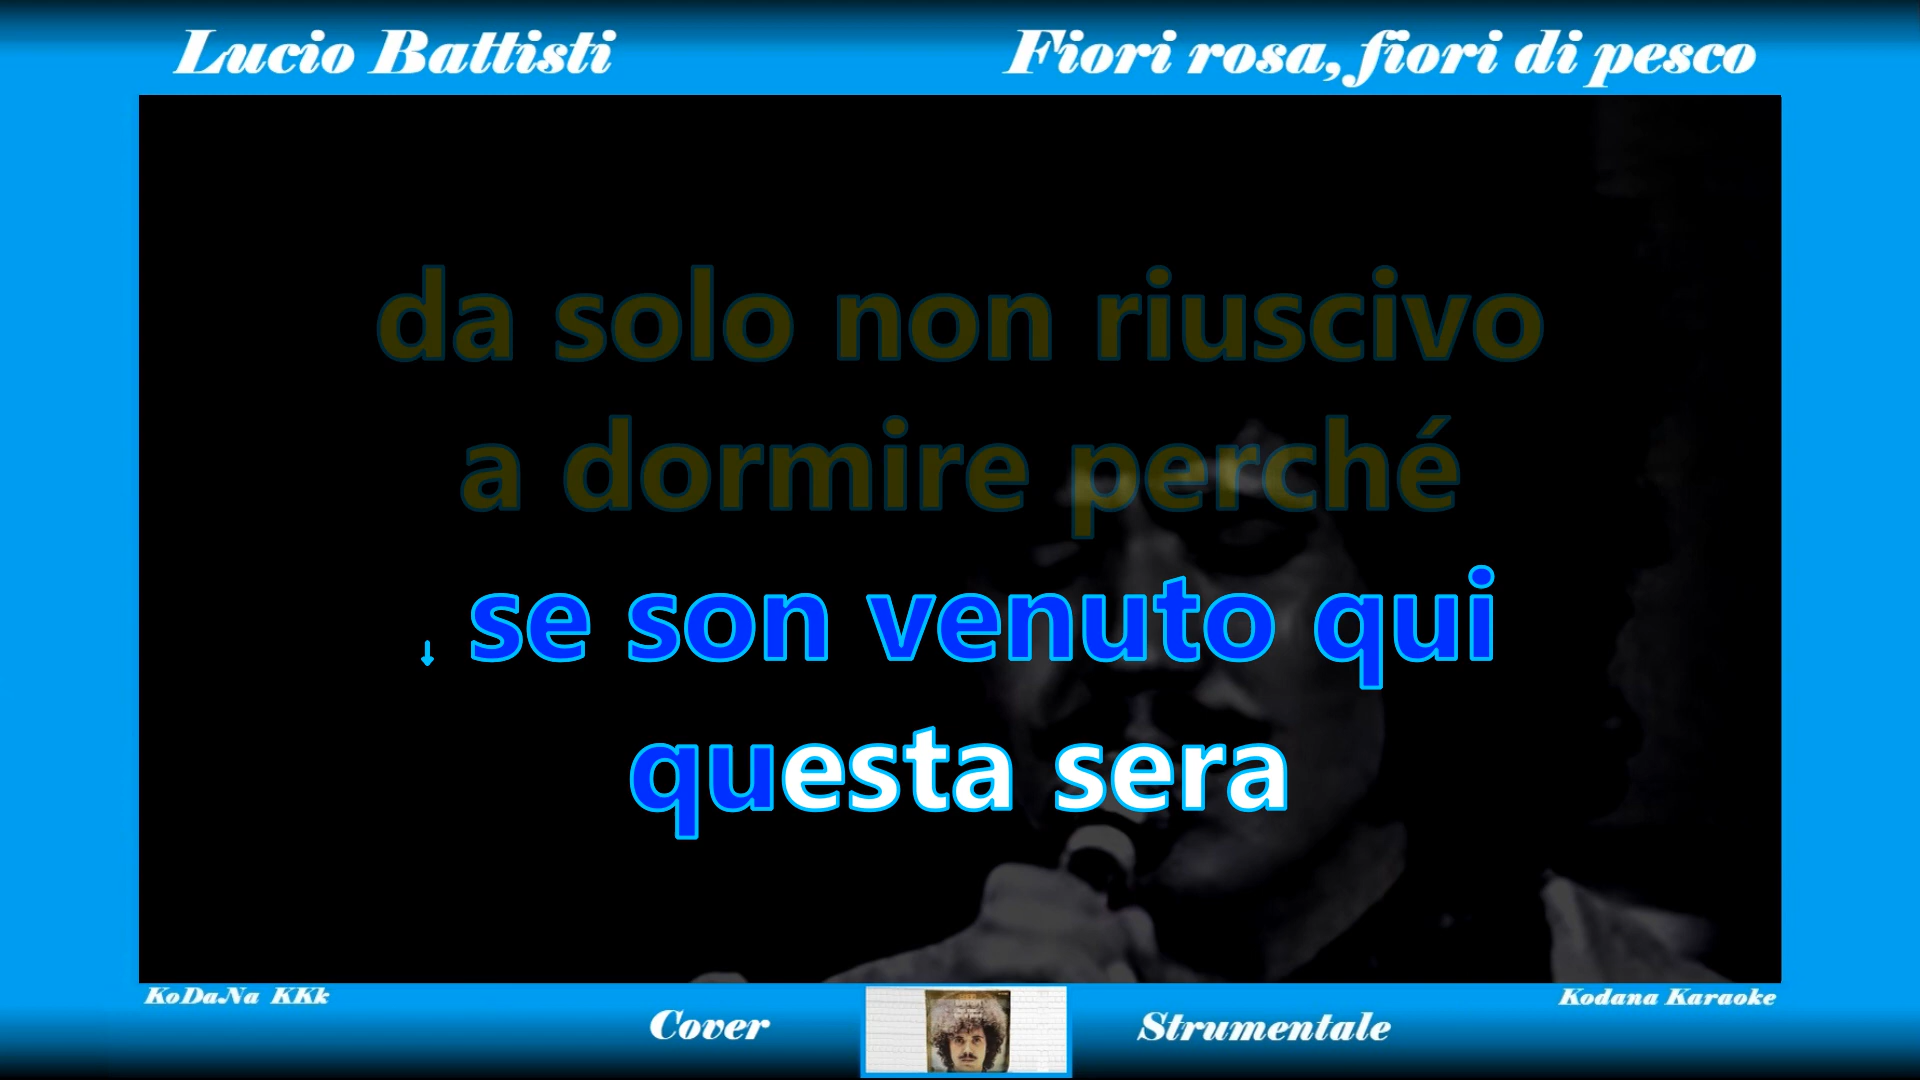 Lucio Battisti
Fiori rosa, fiori di pesco
da solo non riuscivo
a dormire perché
se son venuto qui
questa sera
KoDaNa KKk
Kodana Karaoke
Cover
Strumentale